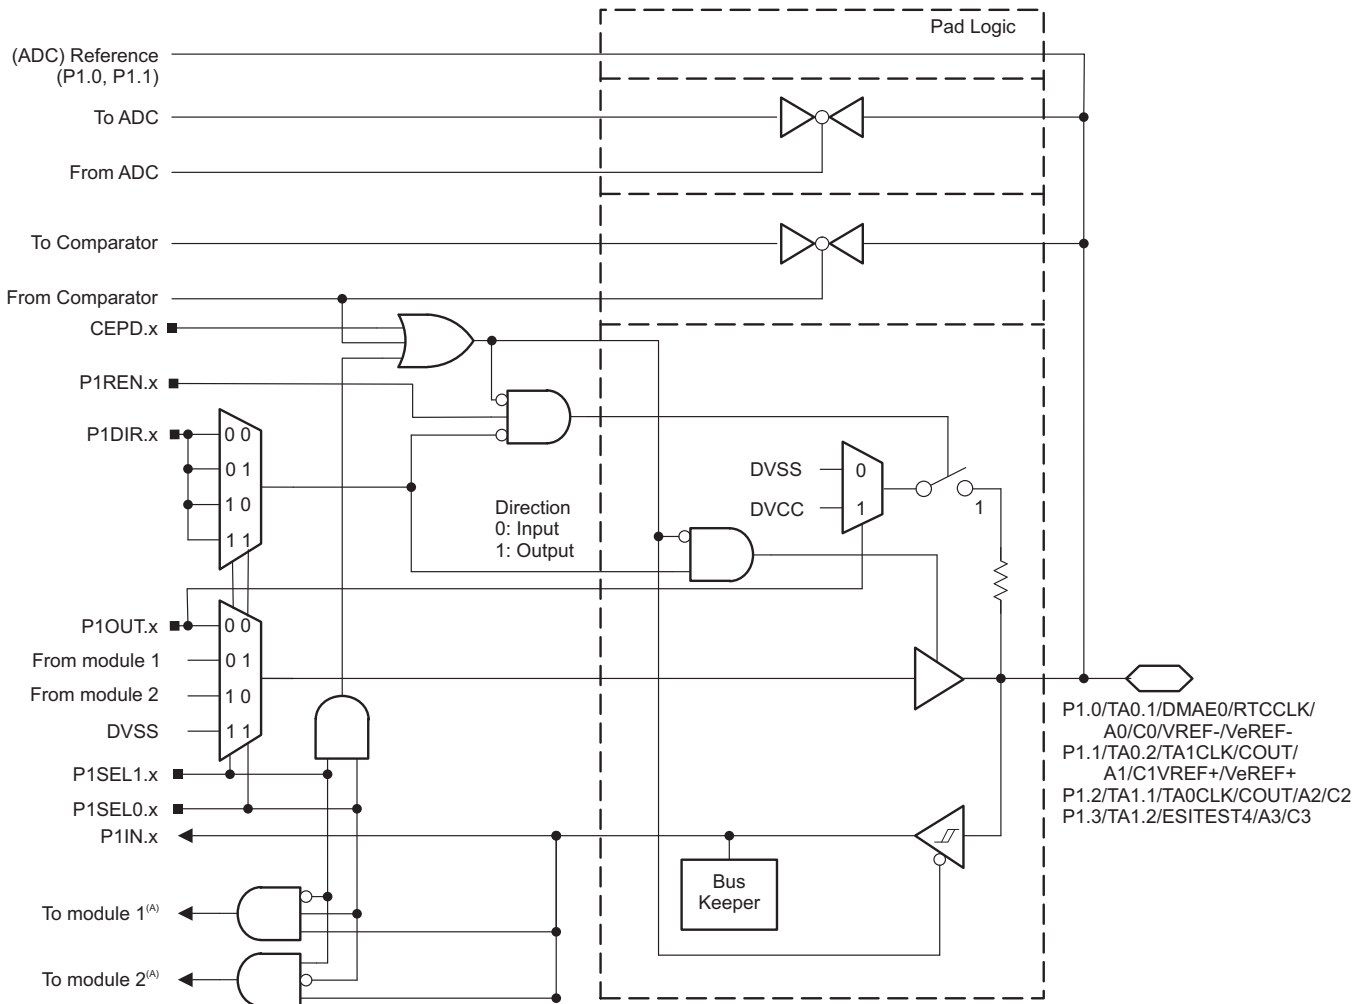 Pad Logic
(ADC) Reference
(P1.0, P1.1)
To ADC
From ADC
To Comparator
From Comparator
CEPD.x
P1REN.x
P1DIR.x
0 0
0 1
1 0
1 1
Direction
0: Input
1: Output
DVSS
0
DVCC
1
1
P1OUT.x
0 0
From module 1
0 1
From module 2
1 0
DVSS
1 1
P1SEL1.x
P1SEL0.x
P1IN.x
Bus
Keeper
To module 1(A)
To module 2(A)
P1.0/TA0.1/DMAE0/RTCCLK/
A0/C0/VREF-/VeREF-
P1.1/TA0.2/TA1CLK/COUT/
A1/C1VREF+/VeREF+
P1.2/TA1.1/TA0CLK/COUT/A2/C2
P1.3/TA1.2/ESITEST4/A3/C3